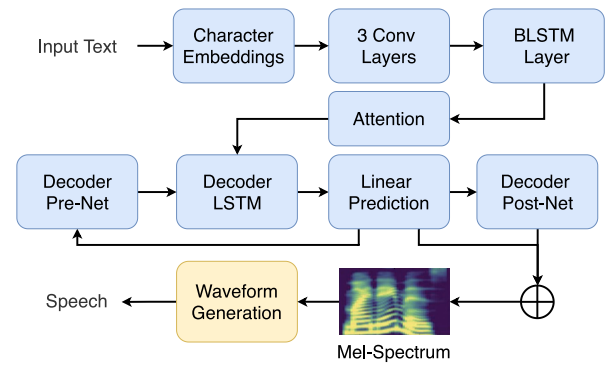 Input Text
Character
Embeddings
3 Conv
Layers
BLSTM
Layer
Attention
Decoder
Pre-Net
Decoder
LSTM
Linear
Prediction
Decoder
Post-Net
Speech
Waveform
Generation
Mel-Spectrum